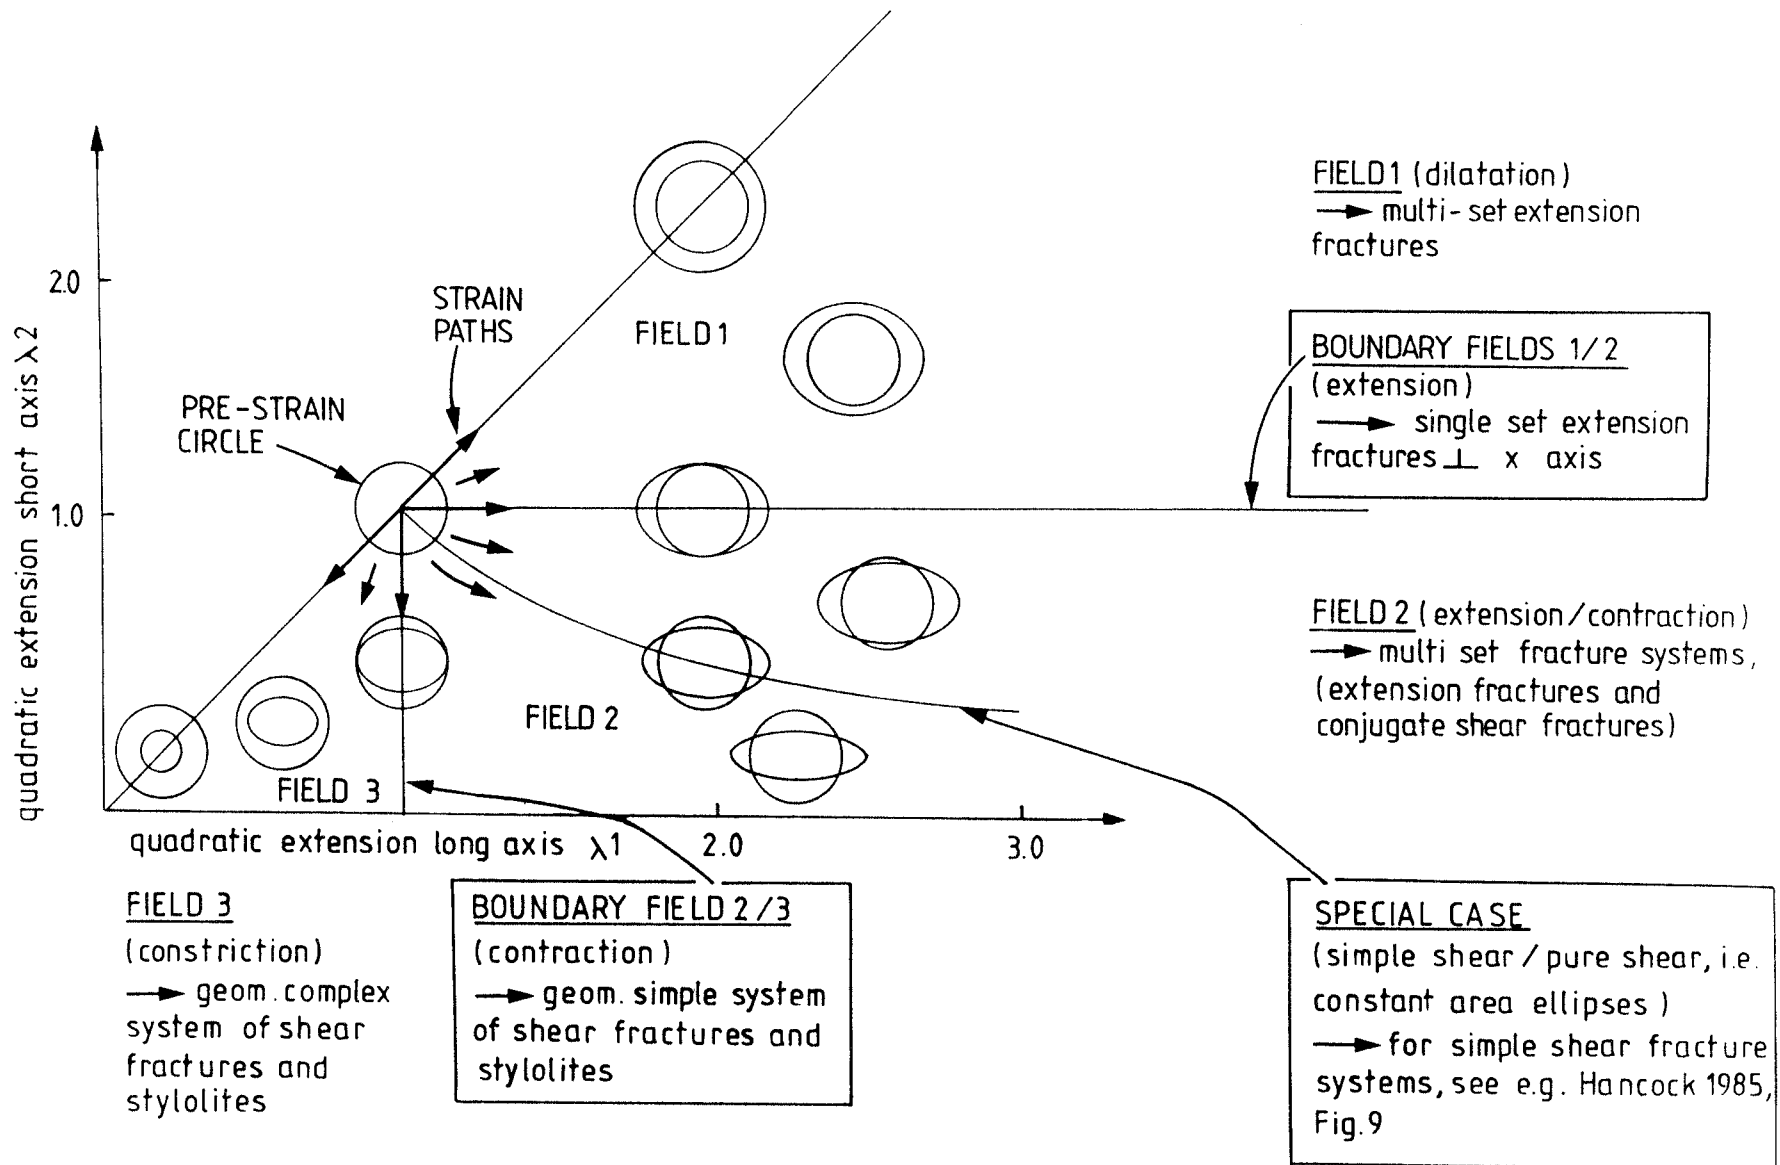 quadratic extension short axis λ2
2.0
1.0
STRAIN
PATHS
PRE-STRAIN
CIRCLE
FIELD 1
FIELD 2
FIELD 3
quadratic extension long axis λ1
2.0
3.0
FIELD1 (dilatation)
→ multi-set extension
fractures
BOUNDARY FIELDS 1/2
(extension)
→ single set extension
fractures ⊥ x axis
FIELD 2 (extension/contraction)
→ multi set fracture systems,
(extension fractures and
conjugate shear fractures)
FIELD 3
(constriction)
→ geom. complex
system of shear
fractures and
stylolites
BOUNDARY FIELD 2/3
(contraction)
→ geom. simple system
of shear fractures and
stylolites
SPECIAL CASE
(simple shear / pure shear, i.e.
constant area ellipses)
→ for simple shear fracture
systems, see e.g. Hancock 1985,
Fig. 9